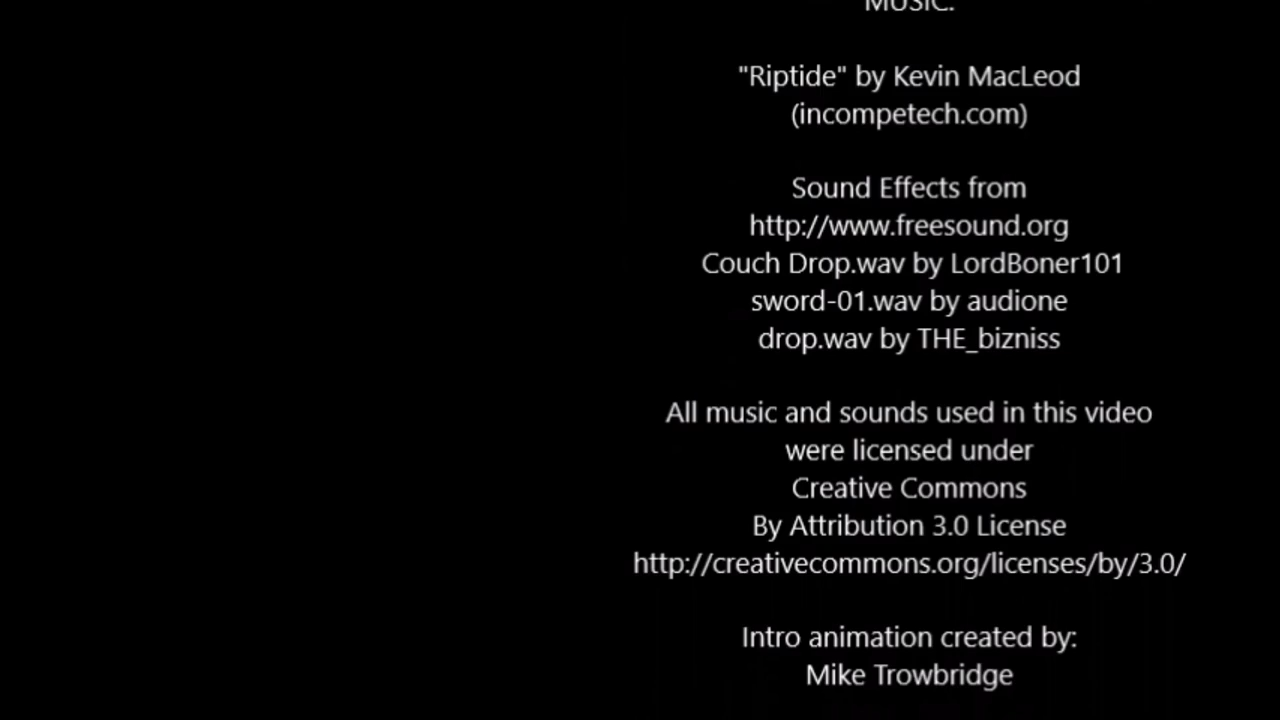 MUSIC:
"Riptide" by Kevin MacLeod
(incompetech.com)
Sound Effects from
http://www.freesound.org
Couch Drop.wav by LordBoner101
sword-01.wav by audione
drop.wav by THE_bizniss
All music and sounds used in this video
were licensed under
Creative Commons
By Attribution 3.0 License
http://creativecommons.org/licenses/by/3.0/
Intro animation created by:
Mike Trowbridge